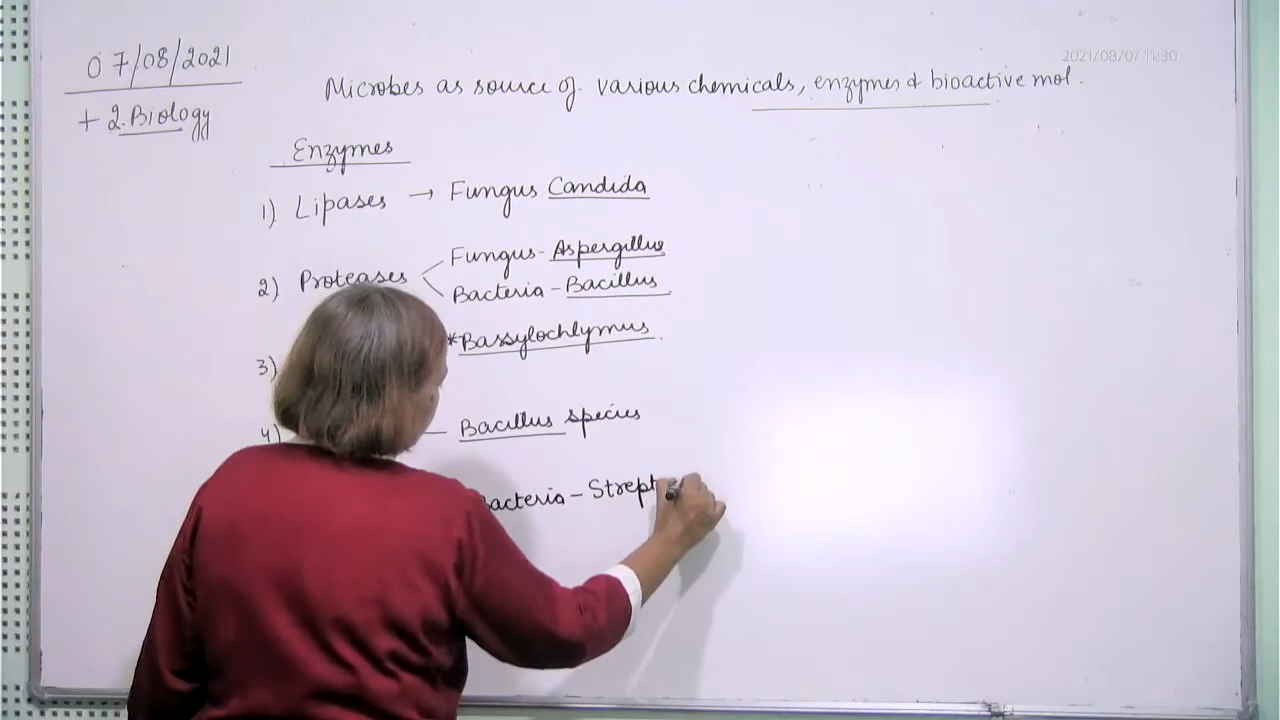 2021/08/07 11:30
07/08/2021
+ 2.Biology
Microbes as source of various chemicals, enzymes & bioactive mol.
Enzymes
1) Lipases → Fungus Candida
2) Proteases
Fungus - Aspergillus
Bacteria - Bacillus
3) *Bassylochlymus.
4) — Bacillus species
Bacteria - Strept